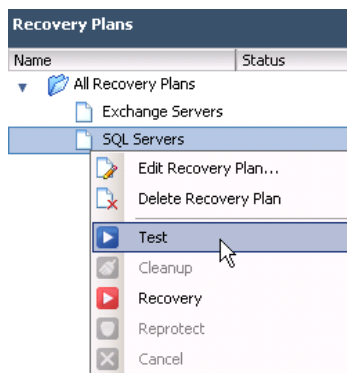 Recovery Plans
Name Status
All Recovery Plans
Exchange Servers
SQL Servers
Edit Recovery Plan...
Delete Recovery Plan
Test
Cleanup
Recovery
Reprotect
Cancel